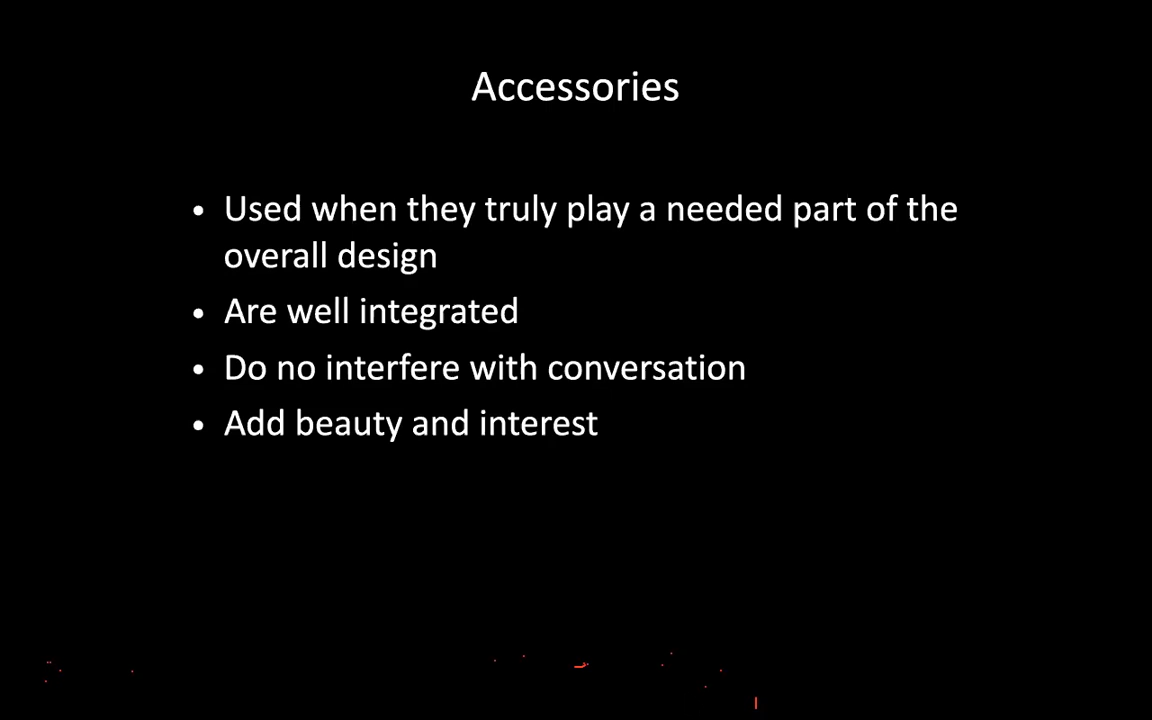 Accessories
• Used when they truly play a needed part of the
overall design
• Are well integrated
• Do no interfere with conversation
• Add beauty and interest